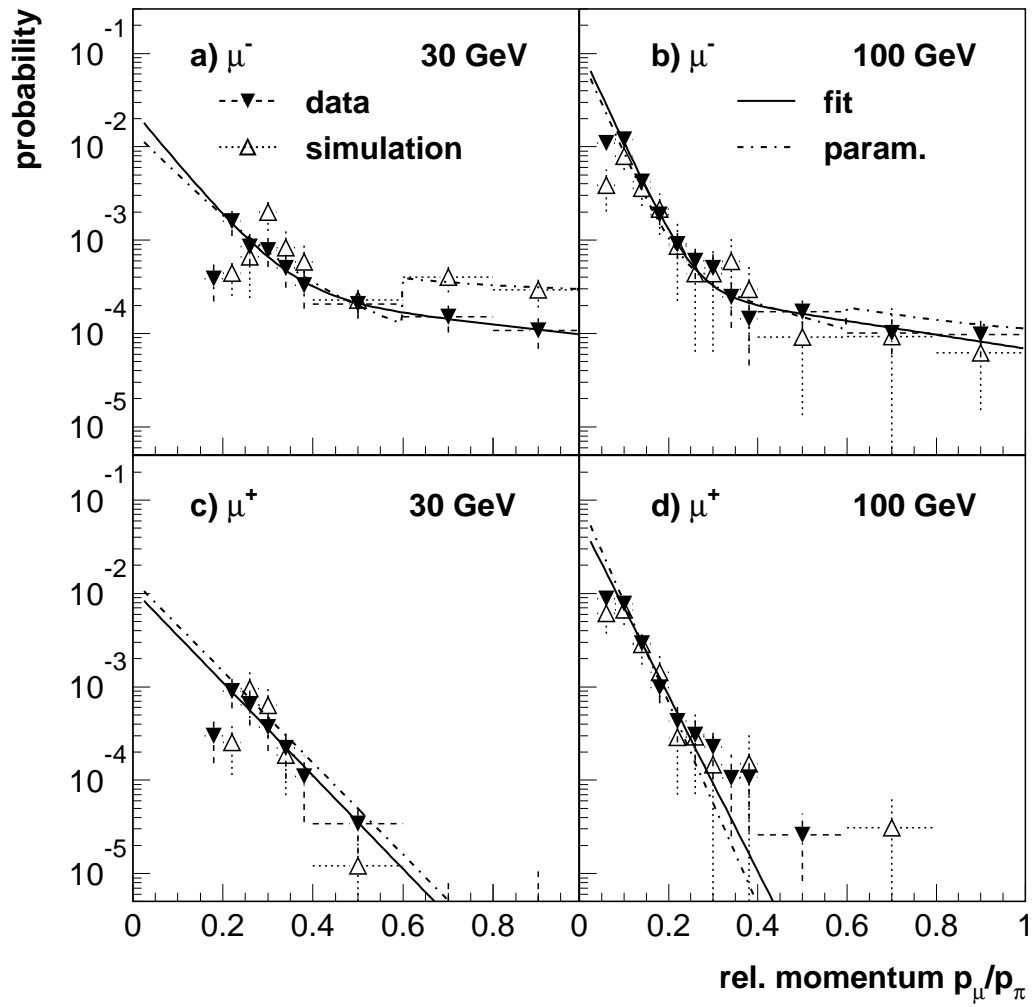 probability
a) μ⁻ 30 GeV
data
simulation
b) μ⁻ 100 GeV
fit
param.
10⁻¹
10⁻²
10⁻³
10⁻⁴
10⁻⁵
c) μ⁺ 30 GeV
d) μ⁺ 100 GeV
10⁻¹
10⁻²
10⁻³
10⁻⁴
10⁻⁵
0 0.2 0.4 0.6 0.8 0 0.2 0.4 0.6 0.8 1
rel. momentum p_μ/p_π